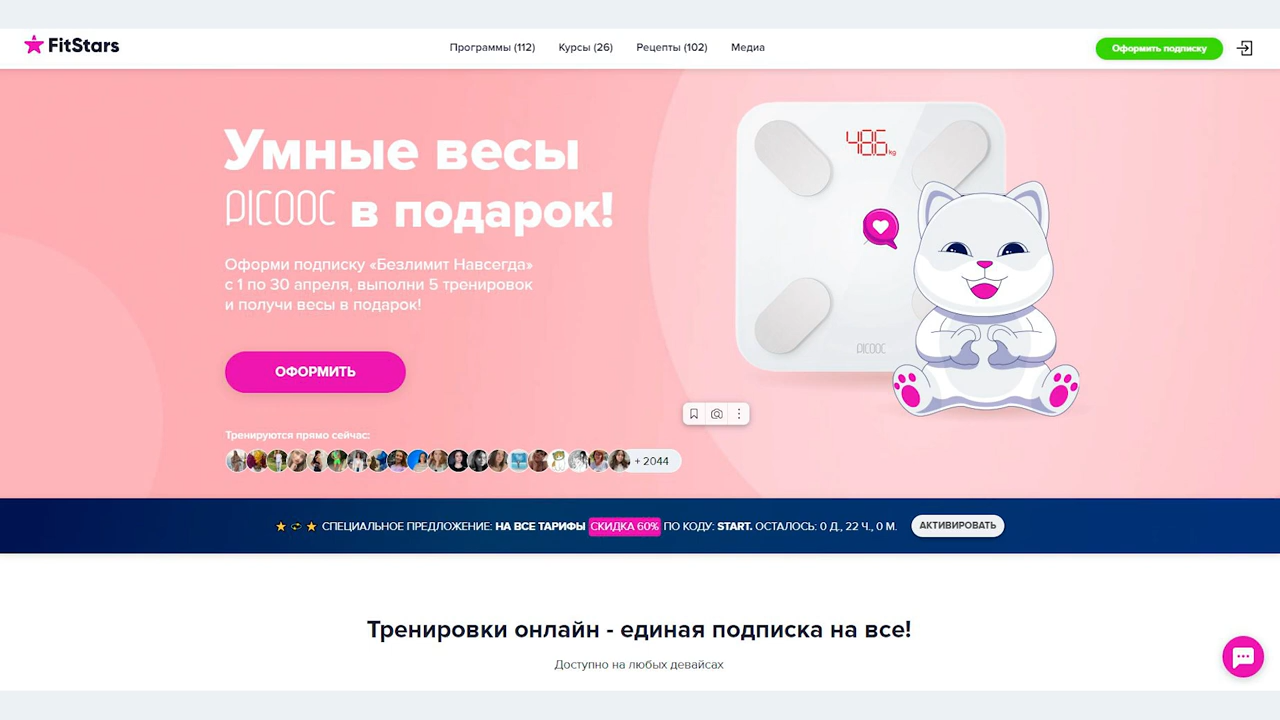 FitStars
Программы (112) Курсы (26) Рецепты (102) Медиа
Оформить подписку
Умные весы
PICOOC в подарок!
Оформи подписку «Безлимит Навсегда»
с 1 по 30 апреля, выполни 5 тренировок
и получи весы в подарок!
ОФОРМИТЬ
48.6 kg
PICOOC
Тренируются прямо сейчас:
+ 2044
СПЕЦИАЛЬНОЕ ПРЕДЛОЖЕНИЕ: НА ВСЕ ТАРИФЫ СКИДКА 60% ПО КОДУ: START. ОСТАЛОСЬ: 0 Д., 22 Ч., 0 М. АКТИВИРОВАТЬ
Тренировки онлайн - единая подписка на все!
Доступно на любых девайсах